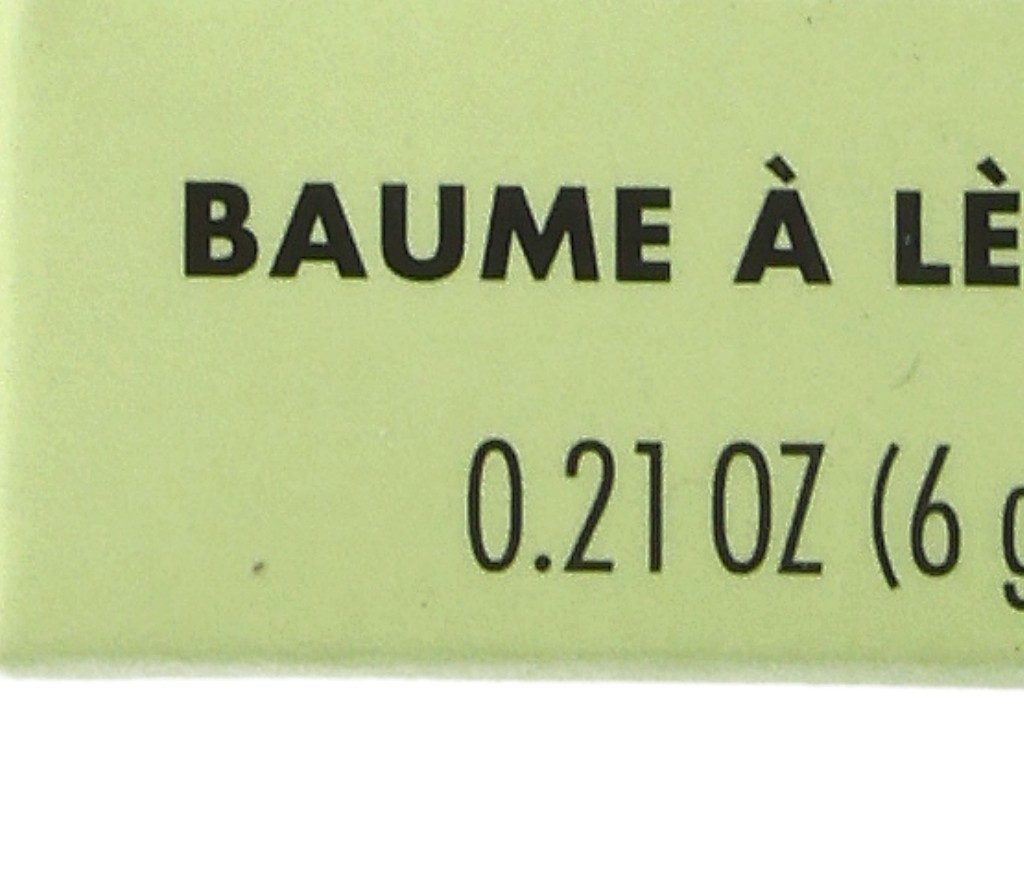 BAUME À LÈ
0.21 OZ (6 g